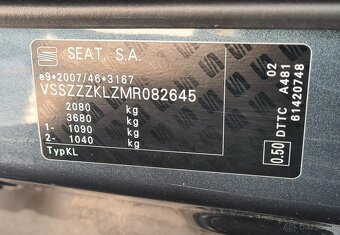 SEAT, S.A.
e9*2007/46*3167
VSSZZZKLZMR082645
2080 kg
3680 kg
1- 1090 kg
2- 1040 kg
TypKL
0.50 DTTC A481 02
61420748